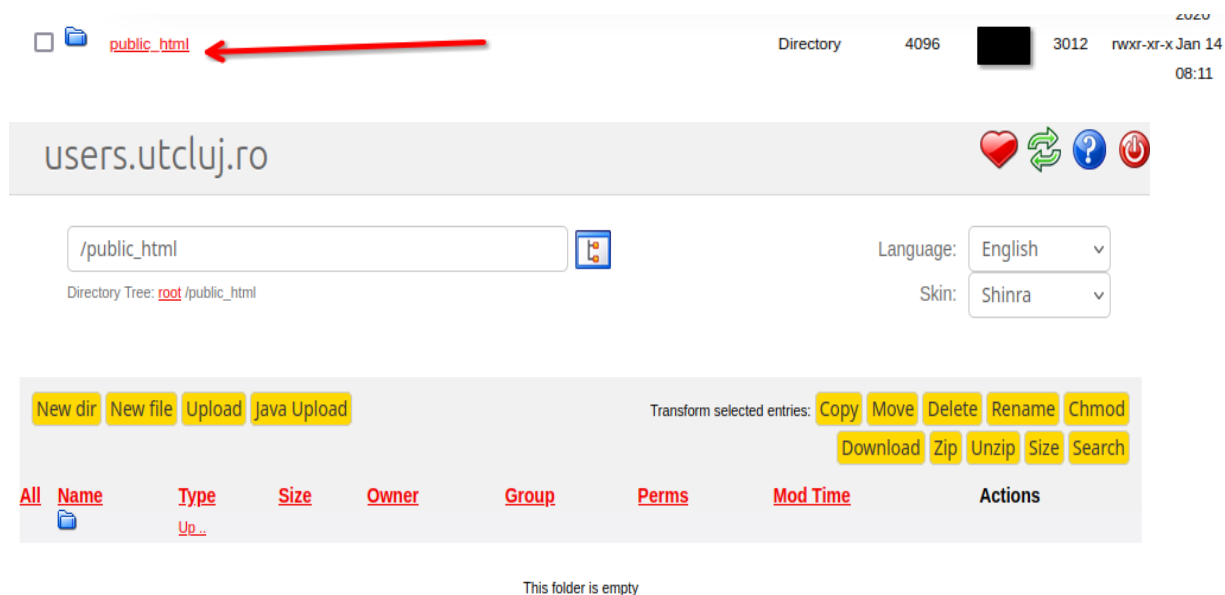 2020
public_html Directory 4096 3012 rwxr-xr-x Jan 14
08:11
users.utcluj.ro
/public_html
Language: English
Directory Tree: root /public_html
Skin: Shinra
New dir New file Upload Java Upload Transform selected entries: Copy Move Delete Rename Chmod
Download Zip Unzip Size Search
All Name Type Size Owner Group Perms Mod Time Actions
Up ..
This folder is empty